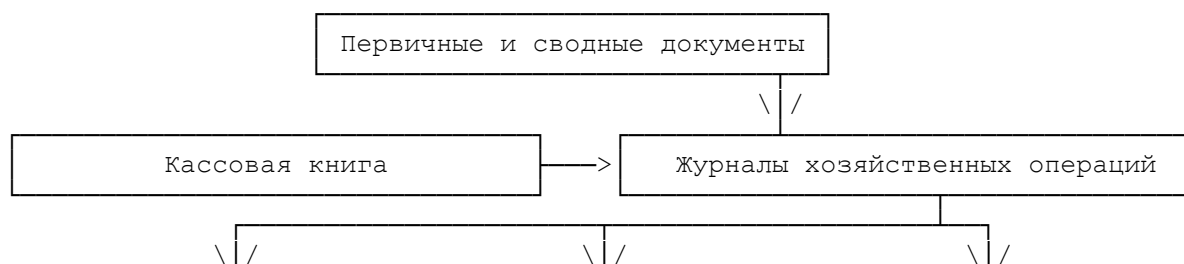 Первичные и сводные документы
Кассовая книга
Журналы хозяйственных операций